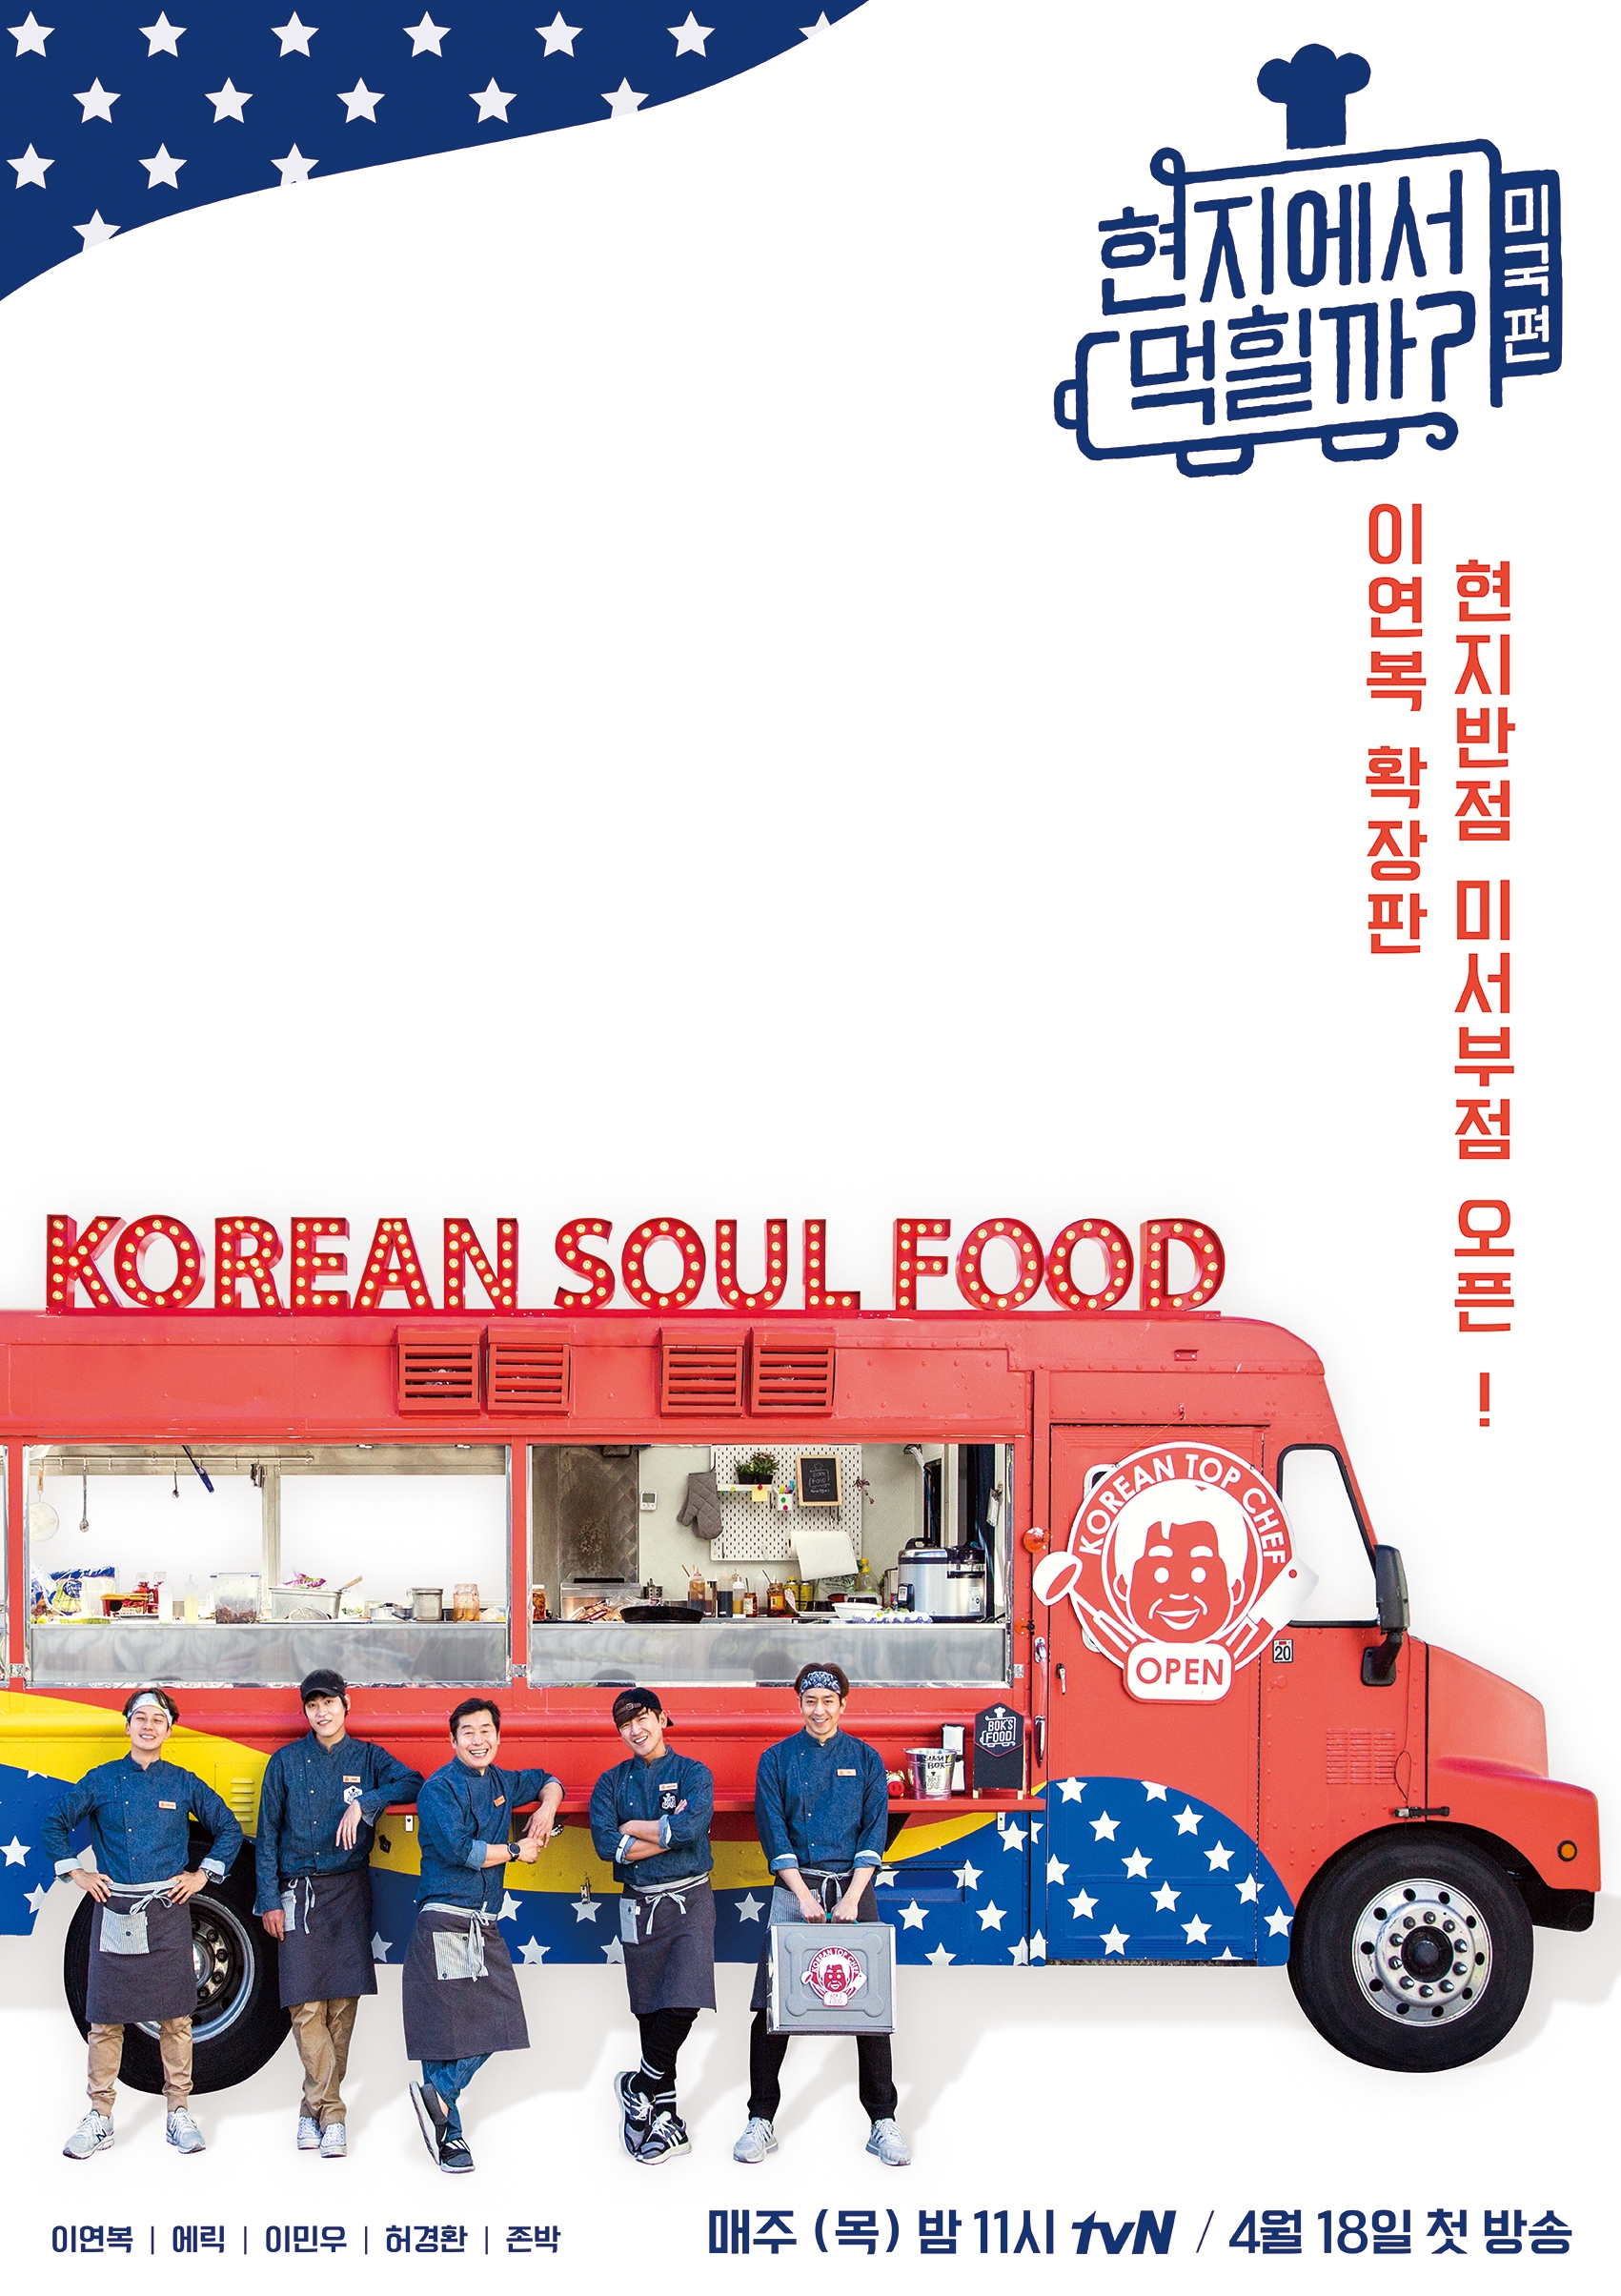 현지에서
먹힐까?
미국편
현지반점 미서부점 오픈 !
이연복 확장판
KOREAN SOUL FOOD
KOREAN TOP CHEF
OPEN
20
BOK'S
FOOD
KOREAN TOP CHEF
이연복 | 에릭 | 이민우 | 허경환 | 존박
매주 (목) 밤 11시 tvN / 4월 18일 첫 방송